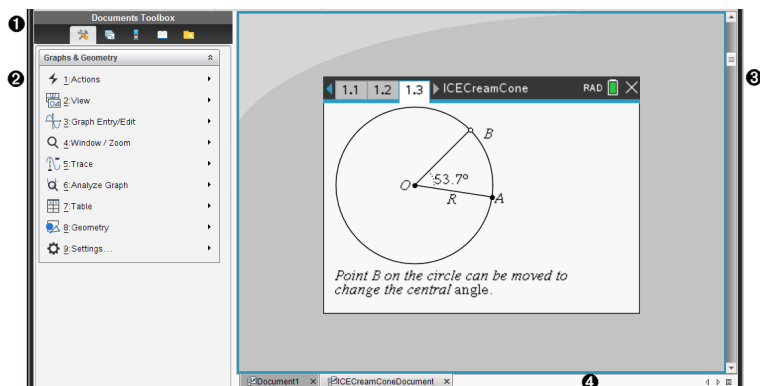 Documents Toolbox
❶
Graphs & Geometry
❷
1:Actions
2:View
3:Graph Entry/Edit
4:Window / Zoom
5:Trace
6:Analyze Graph
7:Table
8:Geometry
9:Settings...
1.1 1.2 1.3 ICECreamCone RAD
❸
B
O
53.7°
R
A
Point B on the circle can be moved to
change the central angle.
Document1 × ICECreamConeDocument ×
❹